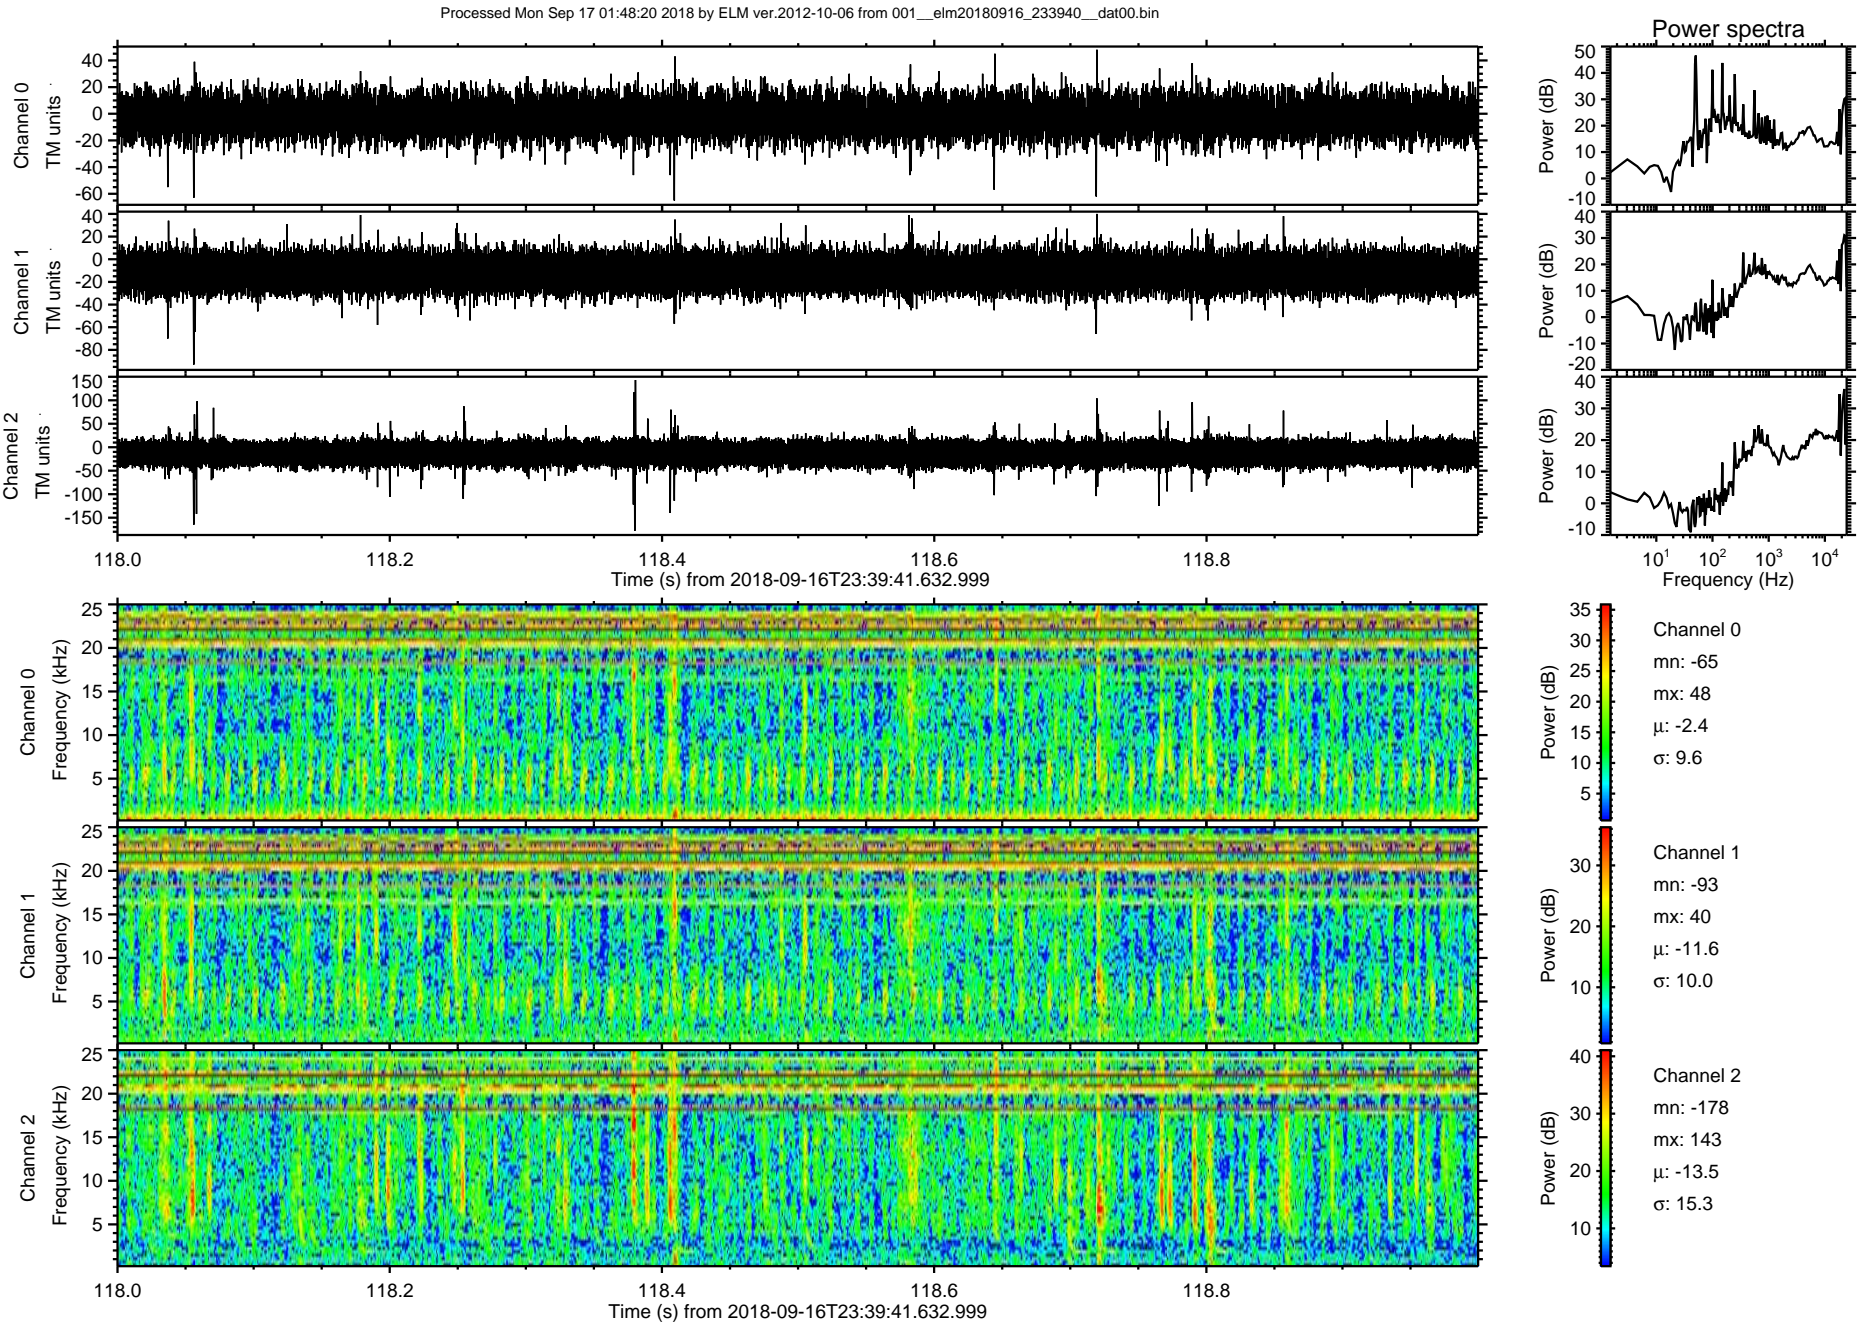 Processed Mon Sep 17 01:48:20 2018 by ELM ver.2012-10-06 from 001__elm20180916_233940__dat00.bin
Power spectra
Channel 0
TM units
40
20
0
-20
-40
-60
Power (dB)
50
40
30
20
10
0
-10
Channel 1
TM units
40
20
0
-20
-40
-60
-80
Power (dB)
40
30
20
10
0
-10
-20
Channel 2
TM units
150
100
50
0
-50
-100
-150
Power (dB)
40
30
20
10
0
-10
118.0 118.2 118.4 118.6 118.8
Time (s) from 2018-09-16T23:39:41.632.999
10¹ 10² 10³ 10⁴
Frequency (Hz)
Channel 0
Frequency (kHz)
25
20
15
10
5
Power (dB)
35
30
25
20
15
10
5
Channel 0
mn: -65
mx: 48
μ: -2.4
σ: 9.6
Channel 1
Frequency (kHz)
25
20
15
10
5
Power (dB)
30
20
10
Channel 1
mn: -93
mx: 40
μ: -11.6
σ: 10.0
Channel 2
Frequency (kHz)
25
20
15
10
5
Power (dB)
40
30
20
10
Channel 2
mn: -178
mx: 143
μ: -13.5
σ: 15.3
118.0 118.2 118.4 118.6 118.8
Time (s) from 2018-09-16T23:39:41.632.999